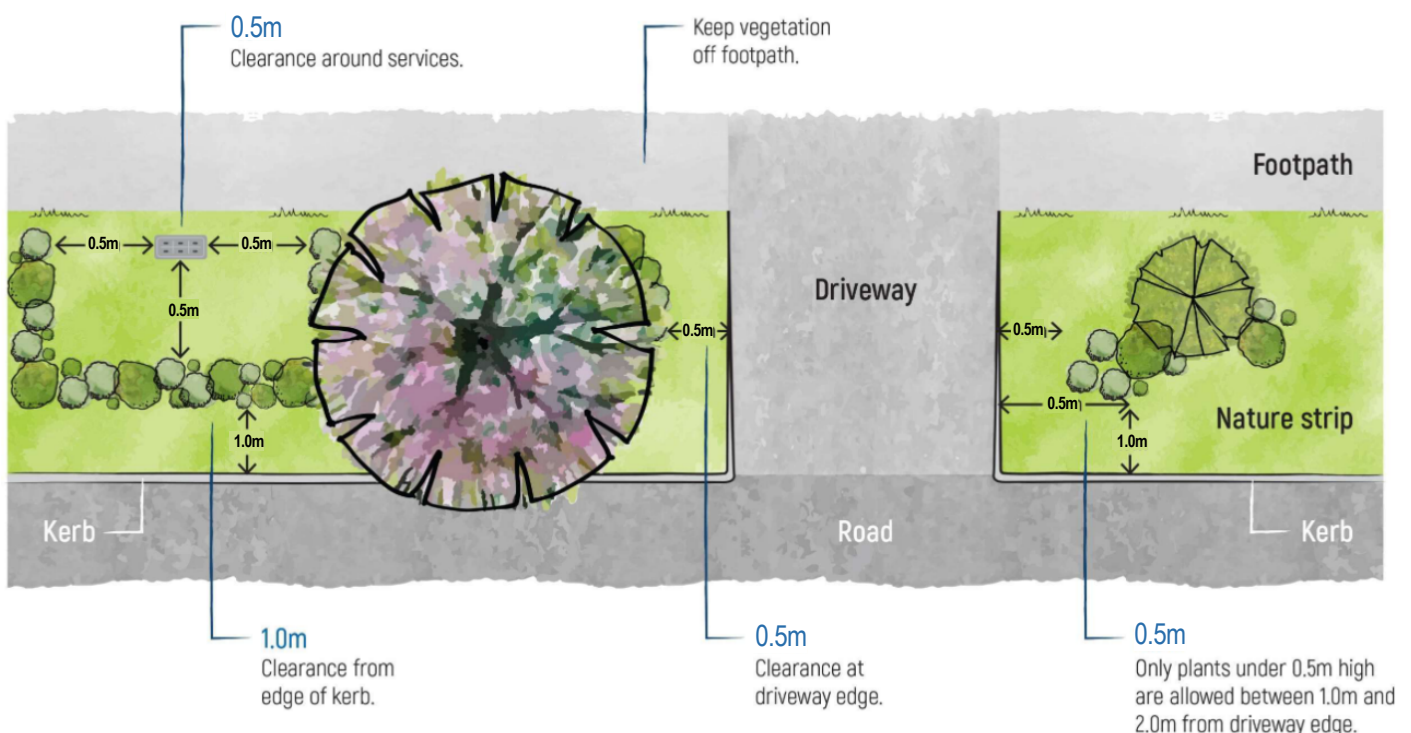 0.5m
Clearance around services.
Keep vegetation
off footpath.
Footpath
0.5m
0.5m
0.5m
Driveway
0.5m
0.5m
0.5m
1.0m
1.0m
Nature strip
Kerb
Road
Kerb
1.0m
Clearance from
edge of kerb.
0.5m
Clearance at
driveway edge.
0.5m
Only plants under 0.5m high
are allowed between 1.0m and
2.0m from driveway edge.